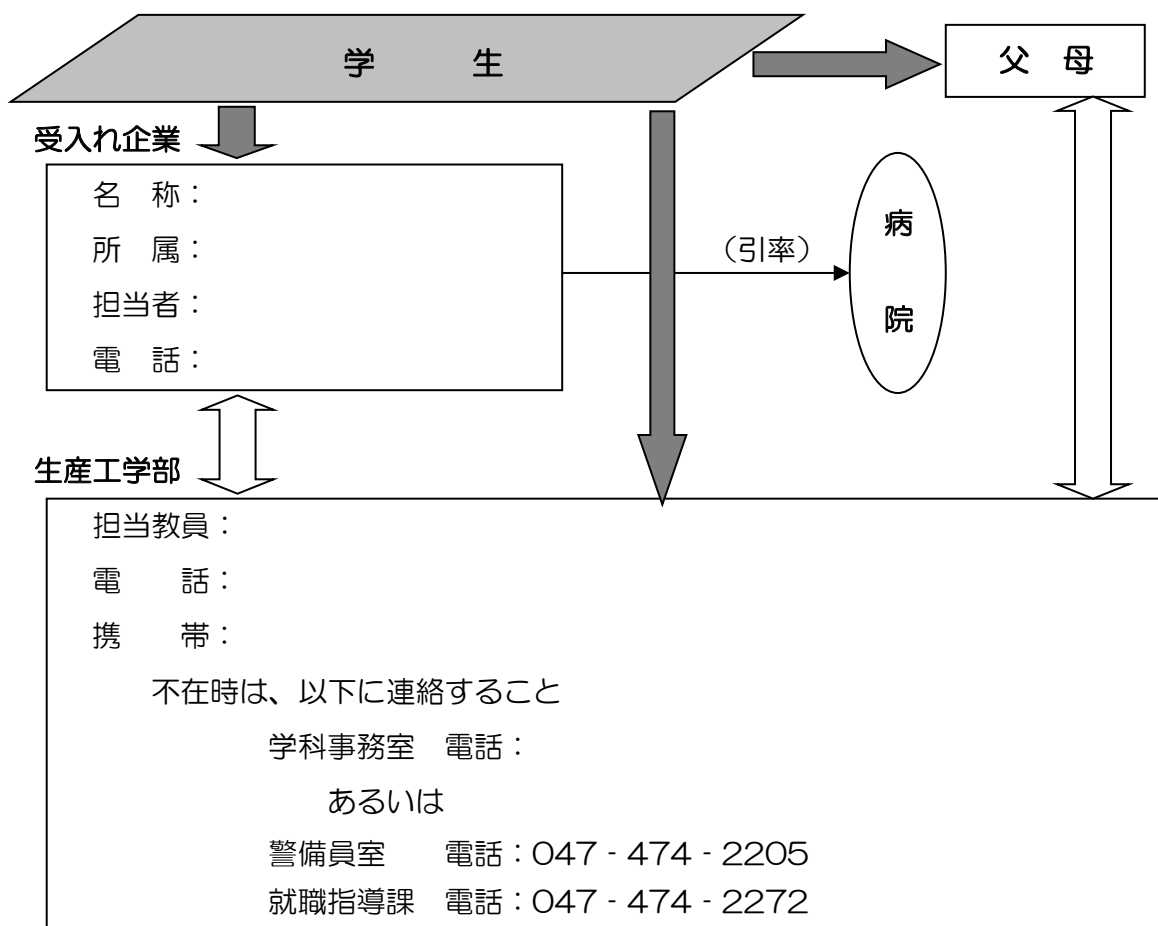 学　生
父　母
受入れ企業
名　称：
所　属：
担当者：
電　話：
（引率）
病
院
生産工学部
担当教員：
電　　話：
携　　帯：
不在時は、以下に連絡すること
学科事務室　電話：
あるいは
警備員室　　電話：047‐474‐2205
就職指導課　電話：047‐474‐2272